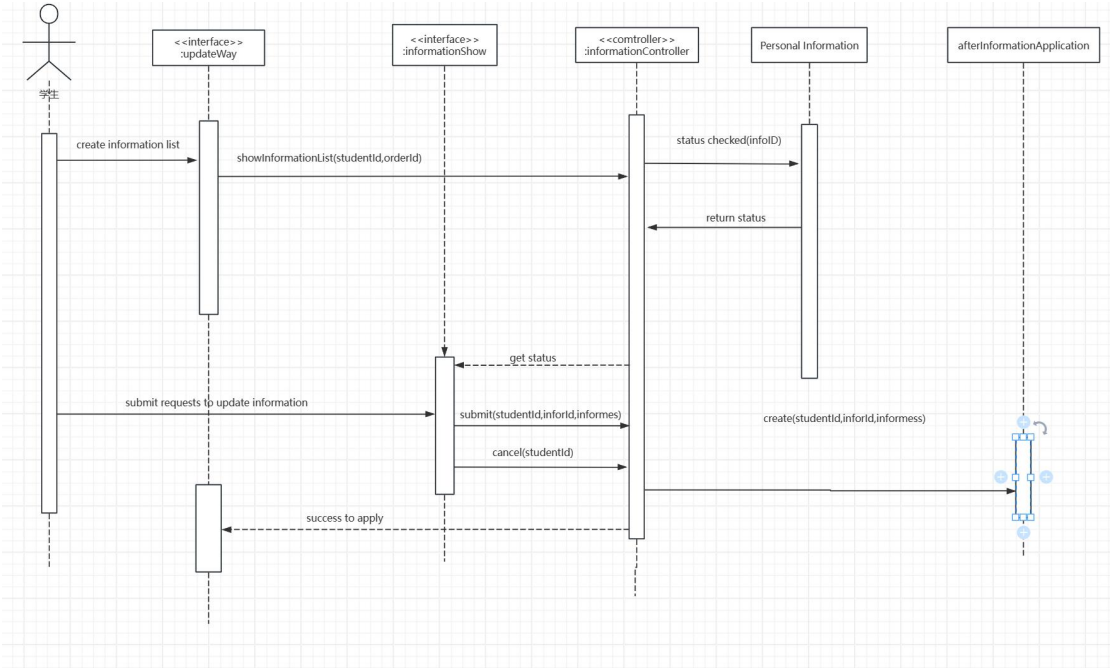 <<interface>>
:updateWay
<<interface>>
:informationShow
<<comtroller>>
:informationController
Personal Information
afterInformationApplication
学生
create information list
showInformationList(studentId,orderId)
status checked(infoID)
return status
get status
submit requests to update information
submit(studentId,inforId,informes)
create(studentId,inforId,informess)
cancel(studentId)
success to apply